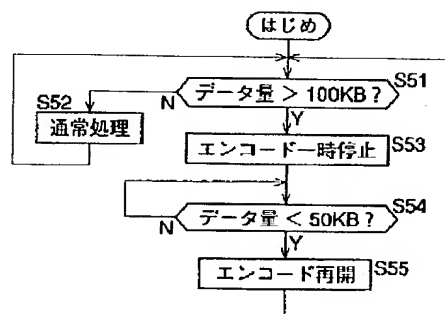 はじめ
S51
データ量 > 100KB?
N
Y
S52
通常処理
S53
エンコード一時停止
S54
データ量 < 50KB?
N
Y
S55
エンコード再開